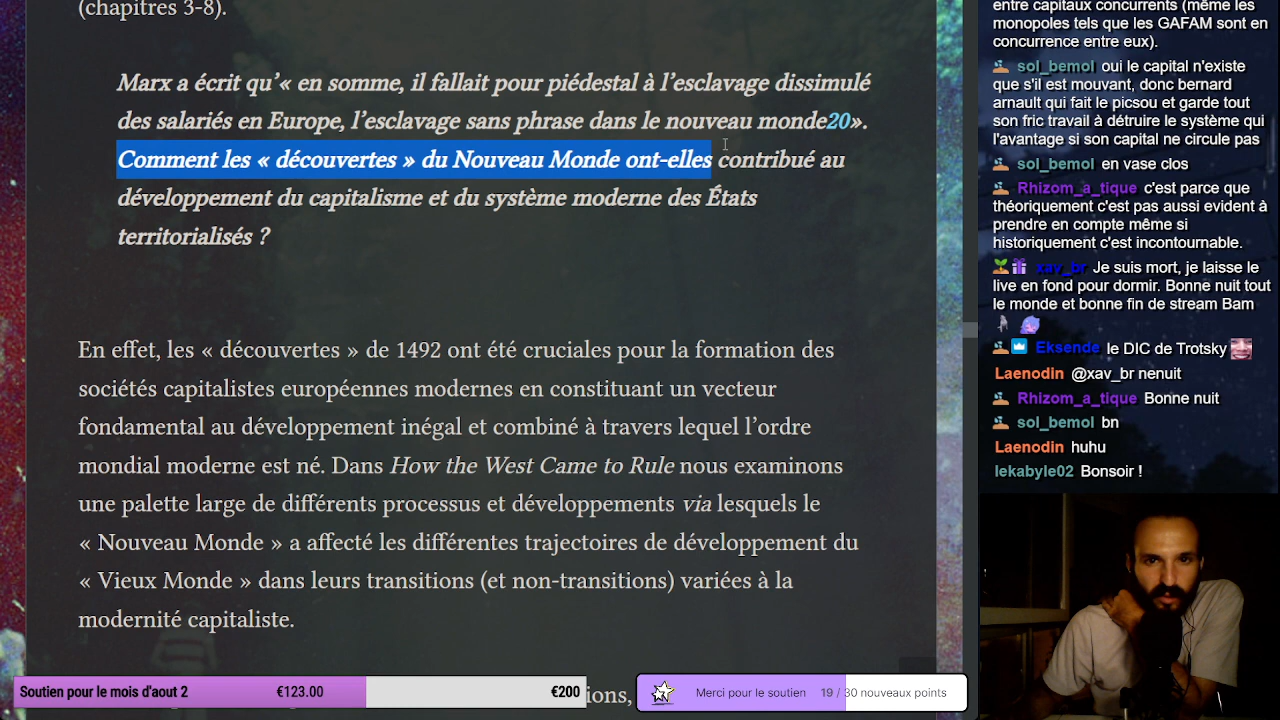 (chapitres 3-8).
Marx a écrit qu’« en somme, il fallait pour piédestal à l’esclavage dissimulé
des salariés en Europe, l’esclavage sans phrase dans le nouveau monde20».
Comment les « découvertes » du Nouveau Monde ont-elles contribué au
développement du capitalisme et du système moderne des États
territorialisés ?
En effet, les « découvertes » de 1492 ont été cruciales pour la formation des
sociétés capitalistes européennes modernes en constituant un vecteur
fondamental au développement inégal et combiné à travers lequel l’ordre
mondial moderne est né. Dans How the West Came to Rule nous examinons
une palette large de différents processus et développements via lesquels le
« Nouveau Monde » a affecté les différentes trajectoires de développement du
« Vieux Monde » dans leurs transitions (et non-transitions) variées à la
modernité capitaliste.
ions,
Soutien pour le mois d'aout 2 €123.00 €200
Merci pour le soutien 19 / 30 nouveaux points
entre capitaux concurrents (même les
monopoles tels que les GAFAM sont en
concurrence entre eux).
sol_bemol oui le capital n'existe
que s'il est mouvant, donc bernard
arnault qui fait le picsou et garde tout
son fric travail à détruire le système qui
l'avantage si son capital ne circule pas
sol_bemol en vase clos
Rhizom_a_tique c'est parce que
théoriquement c'est pas aussi evident à
prendre en compte même si
historiquement c'est incontournable.
xav_br Je suis mort, je laisse le
live en fond pour dormir. Bonne nuit tout
le monde et bonne fin de stream Bam
Eksende le DIC de Trotsky
Laenodin @xav_br nenuit
Rhizom_a_tique Bonne nuit
sol_bemol bn
Laenodin huhu
lekabyle02 Bonsoir !